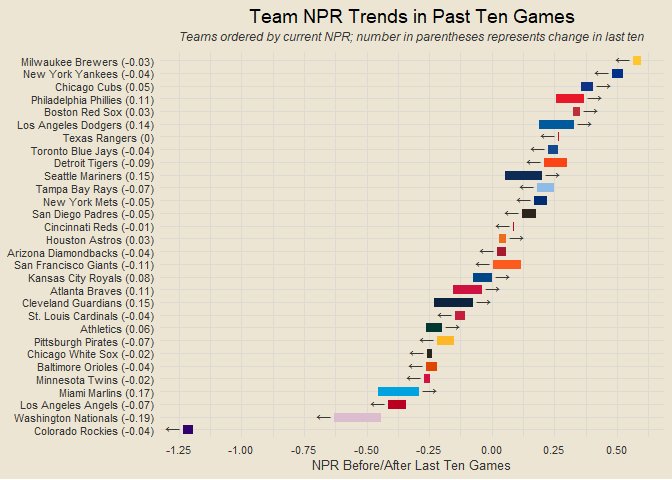 Team NPR Trends in Past Ten Games
Teams ordered by current NPR; number in parentheses represents change in last ten
Milwaukee Brewers (-0.03)
New York Yankees (-0.04)
Chicago Cubs (0.05)
Philadelphia Phillies (0.11)
Boston Red Sox (0.03)
Los Angeles Dodgers (0.14)
Texas Rangers (0)
Toronto Blue Jays (-0.04)
Detroit Tigers (-0.09)
Seattle Mariners (0.15)
Tampa Bay Rays (-0.07)
New York Mets (-0.05)
San Diego Padres (-0.05)
Cincinnati Reds (-0.01)
Houston Astros (0.03)
Arizona Diamondbacks (-0.04)
San Francisco Giants (-0.11)
Kansas City Royals (0.08)
Atlanta Braves (0.11)
Cleveland Guardians (0.15)
St. Louis Cardinals (-0.04)
Athletics (0.06)
Pittsburgh Pirates (-0.07)
Chicago White Sox (-0.02)
Baltimore Orioles (-0.04)
Minnesota Twins (-0.02)
Miami Marlins (0.17)
Los Angeles Angels (-0.07)
Washington Nationals (-0.19)
Colorado Rockies (-0.04)
-1.25 -1.00 -0.75 -0.50 -0.25 0.00 0.25 0.50
NPR Before/After Last Ten Games